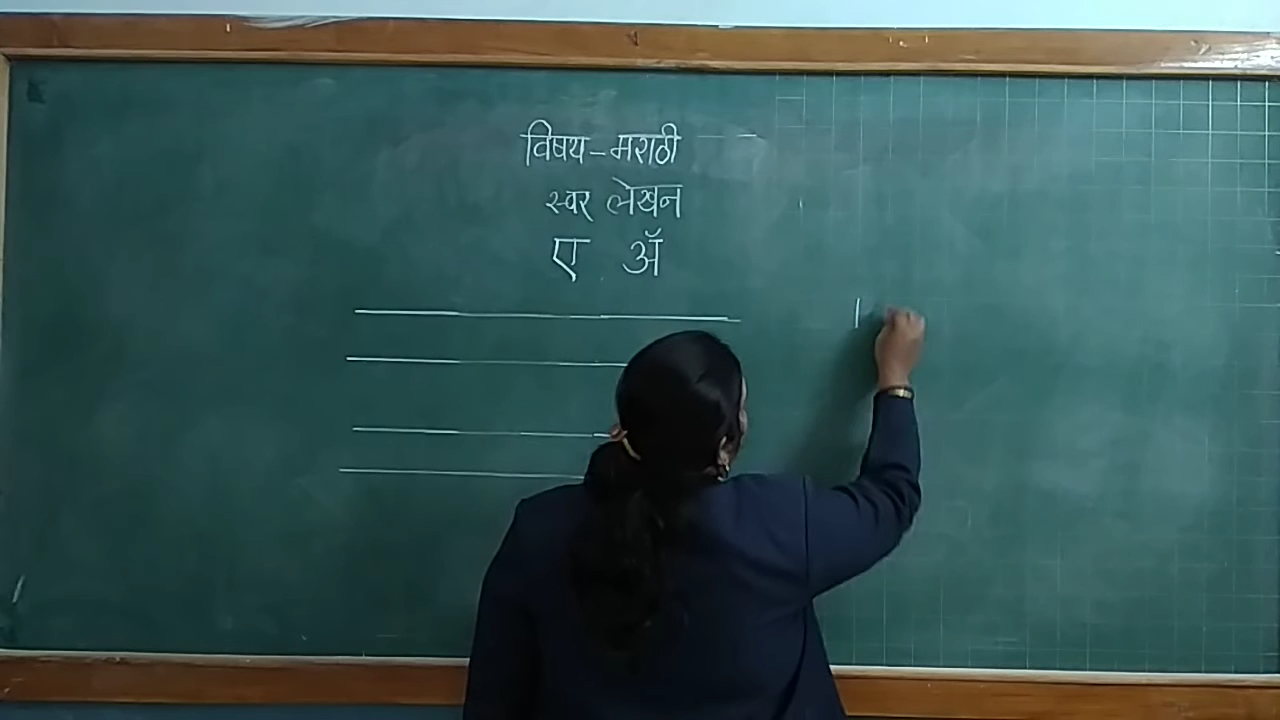 विषय – मराठी
स्वर लेखन
ए ॲ